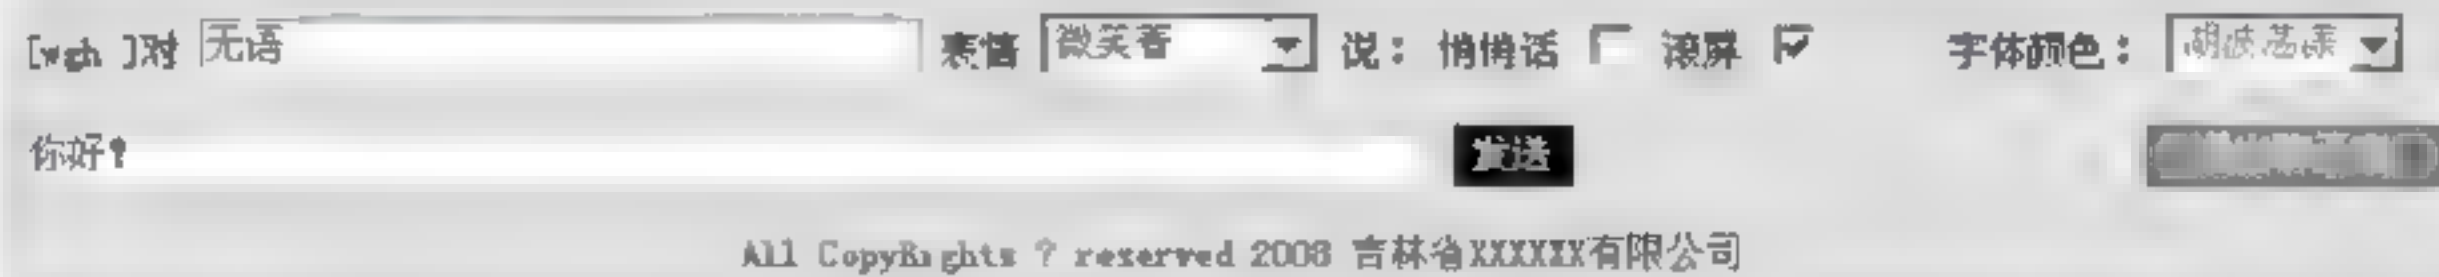 [wgh ]对 无语 表情 微笑着 说： 悄悄话 滚屏 字体颜色：
你好！ 发送
All CopyRights ? reserved 2008 吉林省XXXXXX有限公司